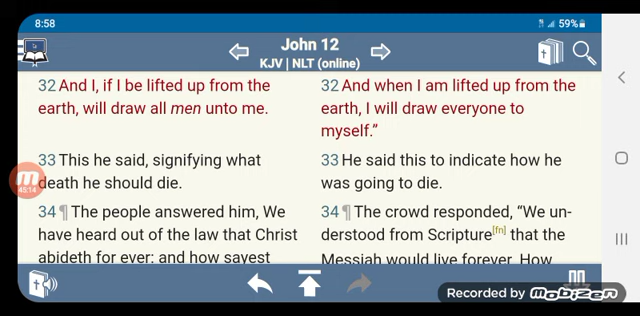 8:58
59%
John 12
KJV | NLT (online)
32 And I, if I be lifted up from the
earth, will draw all men unto me.
33 This he said, signifying what
death he should die.
34 ¶ The people answered him, We
have heard out of the law that Christ
abideth for ever: and how sayest
32 And when I am lifted up from the
earth, I will draw everyone to
myself.”
33 He said this to indicate how he
was going to die.
34 ¶ The crowd responded, “We un-
derstood from Scripture[fn] that the
Messiah would live forever. How
45:14
Recorded by mobizen